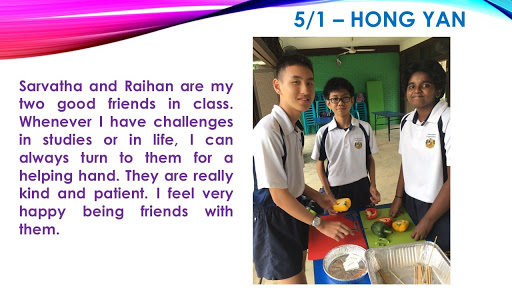 5/1 – HONG YAN
Sarvatha and Raihan are my
two good friends in class.
Whenever I have challenges
in studies or in life, I can
always turn to them for a
helping hand. They are really
kind and patient. I feel very
happy being friends with
them.